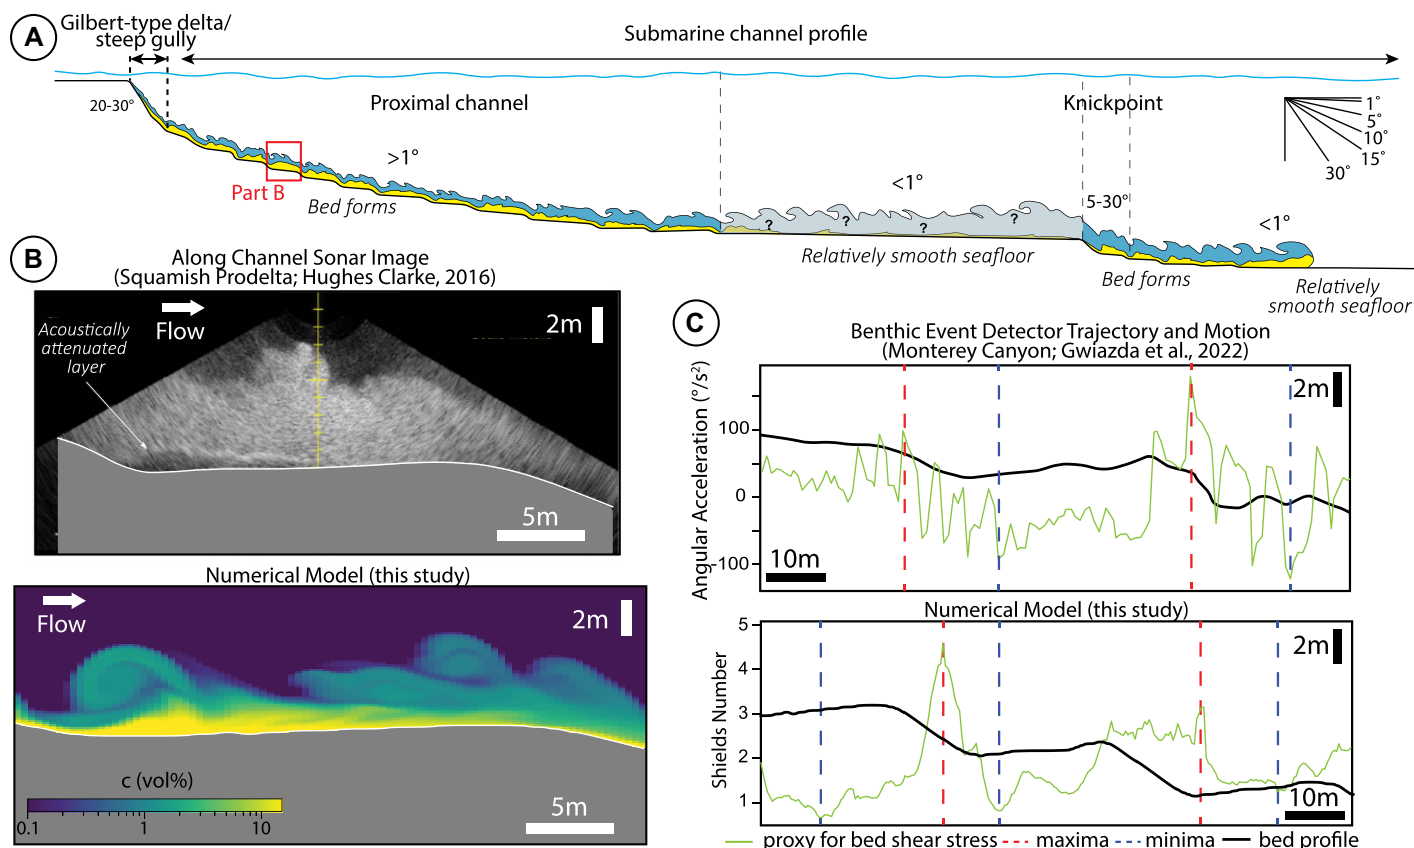 A
Gilbert-type delta/
steep gully
Submarine channel profile
20-30°
Proximal channel
Knickpoint
1°
5°
10°
15°
30°
>1°
<1°
5-30°
<1°
Part B
Bed forms
?
?
?
?
Relatively smooth seafloor
Bed forms
Relatively
smooth seafloor
B
Along Channel Sonar Image
(Squamish Prodelta; Hughes Clarke, 2016)
Flow
2m
Acoustically
attenuated
layer
5m
Numerical Model (this study)
Flow
2m
c (vol%)
0.1
1
10
5m
C
Benthic Event Detector Trajectory and Motion
(Monterey Canyon; Gwiazda et al., 2022)
Angular Acceleration (°/s²)
100
0
-100
2m
10m
Numerical Model (this study)
Shields Number
5
4
3
2
1
2m
10m
proxy for bed shear stress
maxima
minima
bed profile